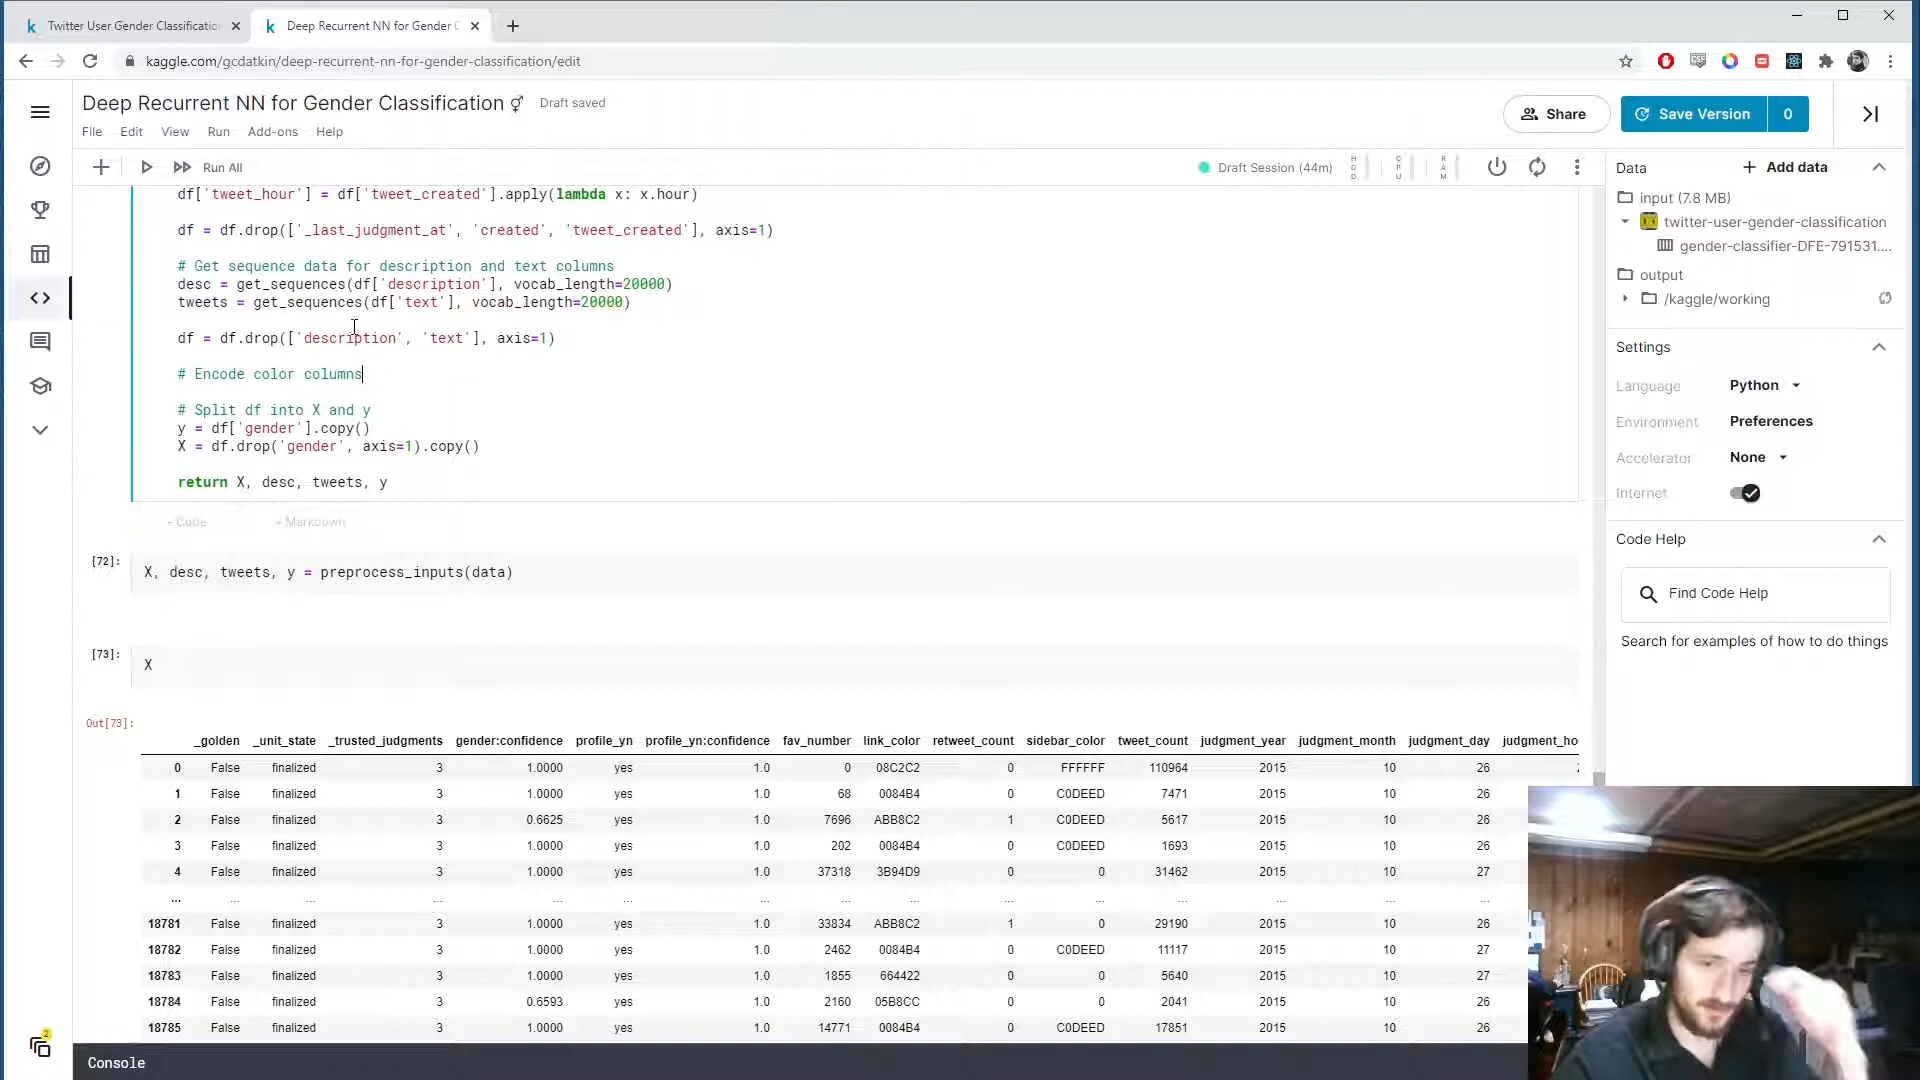 Twitter User Gender Classification
Deep Recurrent NN for Gender C
kaggle.com/gcdatkin/deep-recurrent-nn-for-gender-classification/edit
Deep Recurrent NN for Gender Classification ⚥ Draft saved
File Edit View Run Add-ons Help
Share
Save Version 0
Run All
Draft Session (44m)
HDD
CPU
RAM
df['tweet_hour'] = df['tweet_created'].apply(lambda x: x.hour)
df = df.drop(['_last_judgment_at', 'created', 'tweet_created'], axis=1)
# Get sequence data for description and text columns
desc = get_sequences(df['description'], vocab_length=20000)
tweets = get_sequences(df['text'], vocab_length=20000)
df = df.drop(['description', 'text'], axis=1)
# Encode color columns
# Split df into X and y
y = df['gender'].copy()
X = df.drop('gender', axis=1).copy()
return X, desc, tweets, y
+ Code + Markdown
[72]: X, desc, tweets, y = preprocess_inputs(data)
[73]: X
Out[73]:
_golden _unit_state _trusted_judgments gender:confidence profile_yn profile_yn:confidence fav_number link_color retweet_count sidebar_color tweet_count judgment_year judgment_month judgment_day judgment_ho
0 False finalized 3 1.0000 yes 1.0 0 08C2C2 0 FFFFFF 110964 2015 10 26
1 False finalized 3 1.0000 yes 1.0 68 0084B4 0 C0DEED 7471 2015 10 26
2 False finalized 3 0.6625 yes 1.0 7696 ABB8C2 1 C0DEED 5617 2015 10 26
3 False finalized 3 1.0000 yes 1.0 202 0084B4 0 C0DEED 1693 2015 10 26
4 False finalized 3 1.0000 yes 1.0 37318 3B94D9 0 0 31462 2015 10 27
... ... ... ... ... ... ... ... ... ... ... ... ... ... ...
18781 False finalized 3 1.0000 yes 1.0 33834 ABB8C2 1 0 29190 2015 10 26
18782 False finalized 3 1.0000 yes 1.0 2462 0084B4 0 C0DEED 11117 2015 10 27
18783 False finalized 3 1.0000 yes 1.0 1855 664422 0 0 5640 2015 10 27
18784 False finalized 3 0.6593 yes 1.0 2160 05B8CC 0 0 2041 2015 10 26
18785 False finalized 3 1.0000 yes 1.0 14771 0084B4 0 C0DEED 17851 2015 10 26
Console
2
Data
Add data
input (7.8 MB)
twitter-user-gender-classification
gender-classifier-DFE-791531....
output
/kaggle/working
Settings
Language Python
Environment Preferences
Accelerator None
Internet
Code Help
Find Code Help
Search for examples of how to do things